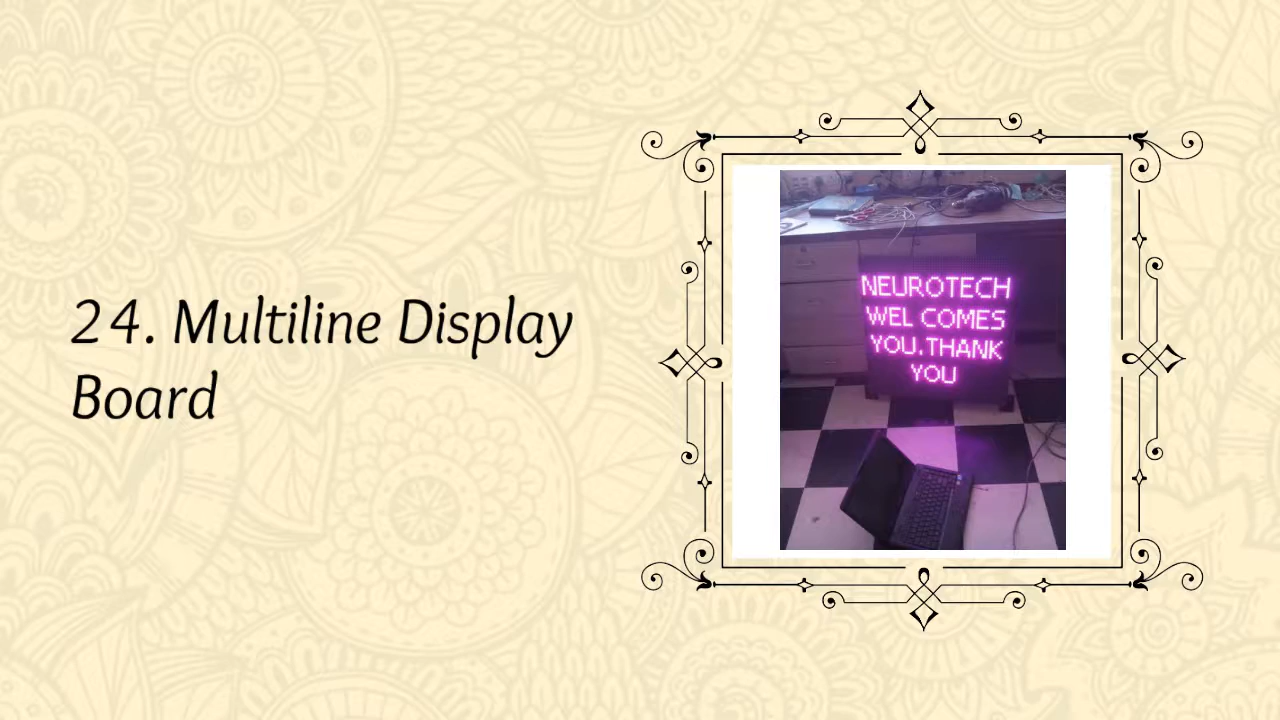 24. Multiline Display
Board
NEUROTECH
WEL COMES
YOU.THANK
YOU